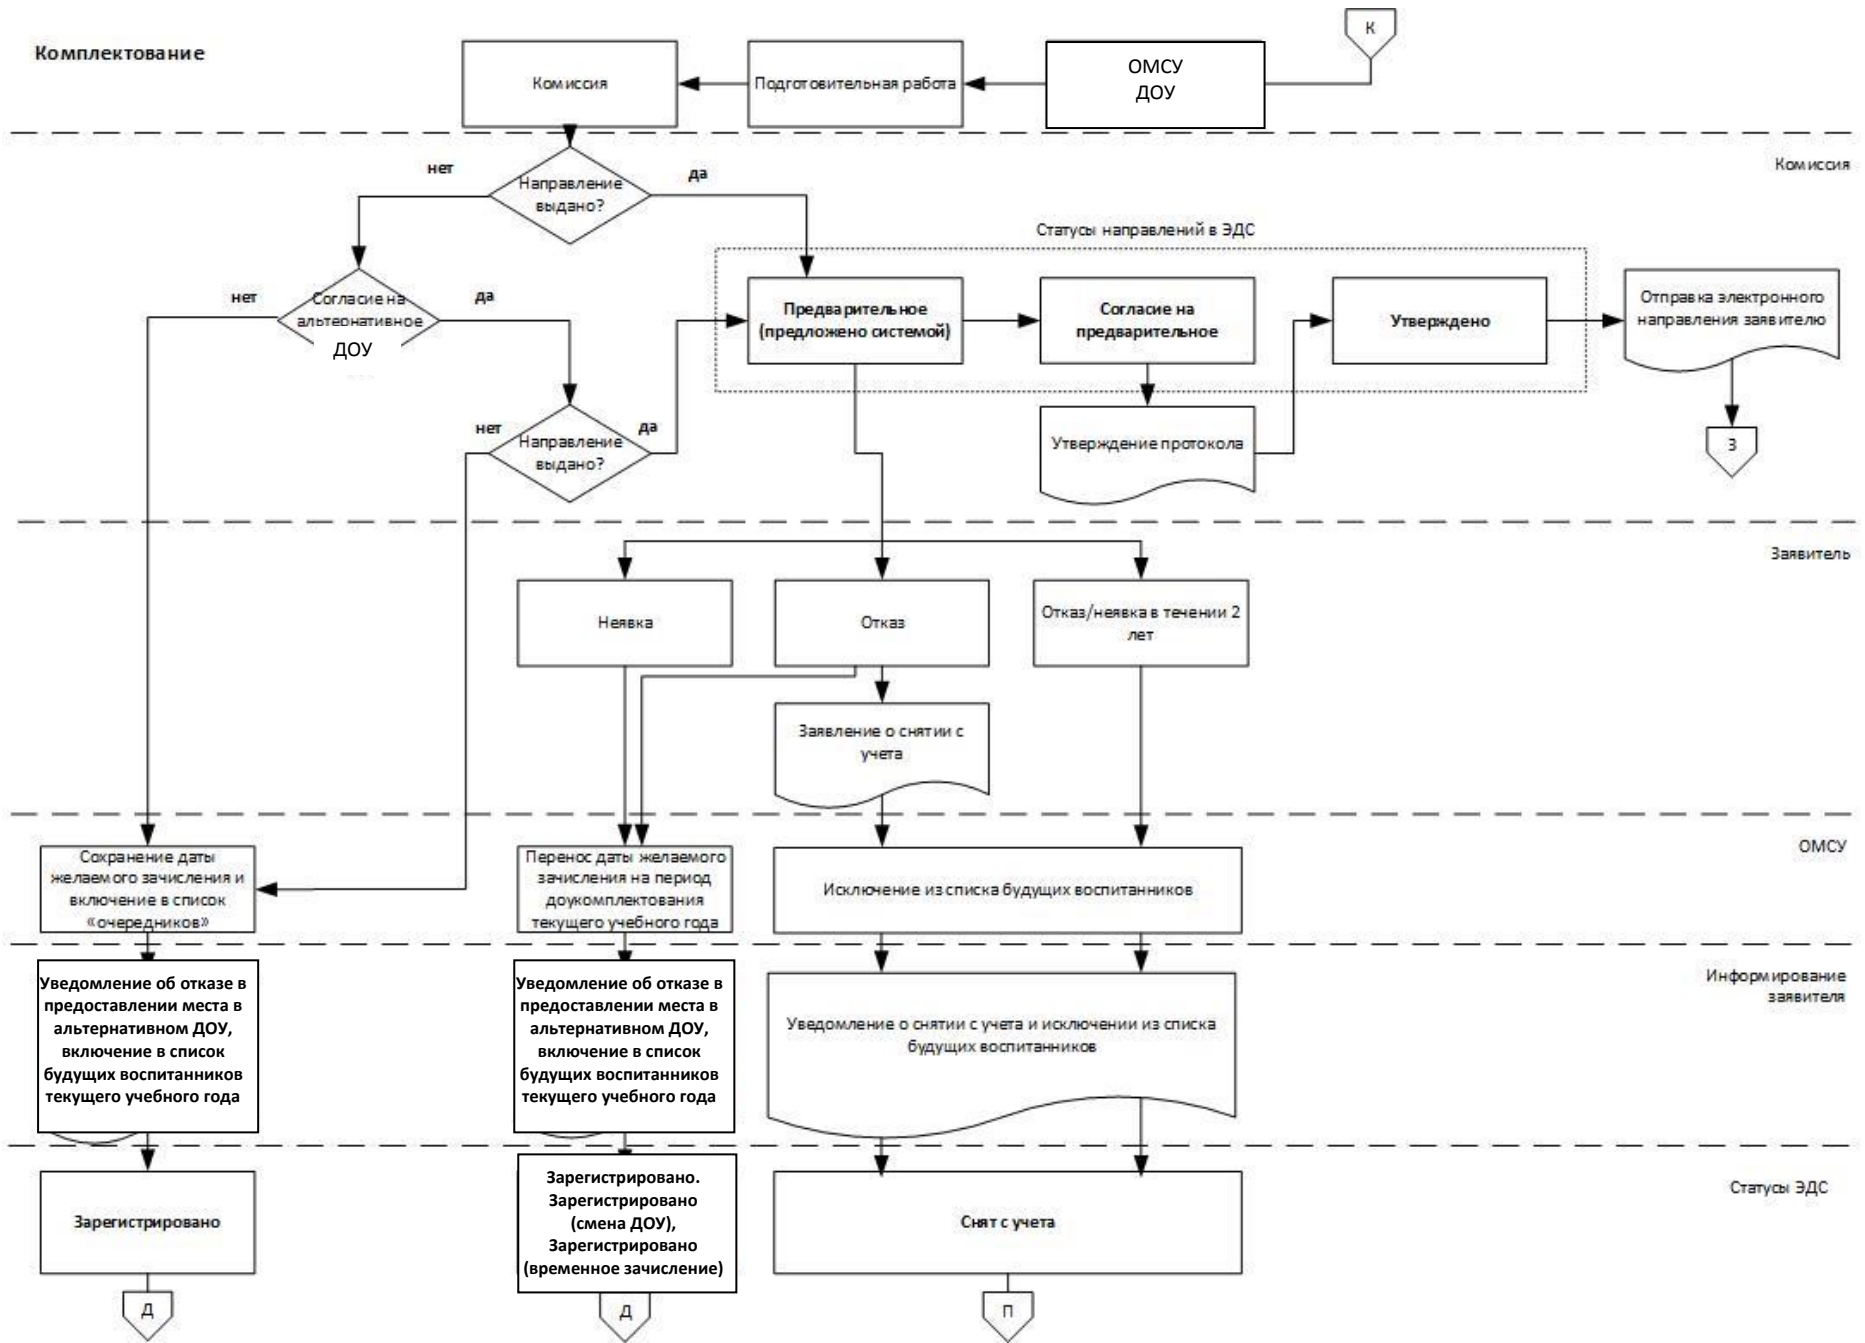 К
Комплектование
Комиссия
Подготовительная работа
ОМСУ
ДОУ
Комиссия
нет
Направление
выдано?
да
Статусы направлений в ЭДС
нет
Согласие на
альтернативное
ДОУ
да
Предварительное
(предложено системой)
Согласие на
предварительное
Утверждено
Отправка электронного
направления заявителю
нет
Направление
выдано?
да
Утверждение протокола
З
Заявитель
Неявка
Отказ
Отказ/неявка в течении 2
лет
Заявление о снятии с
учета
ОМСУ
Сохранение даты
желаемого зачисления и
включение в список
«очередников»
Перенос даты желаемого
зачисления на период
доукомплектования
текущего учебного года
Исключение из списка будущих воспитанников
Информирование
заявителя
Уведомление об отказе в
предоставлении места в
альтернативном ДОУ,
включение в список
будущих воспитанников
текущего учебного года
Уведомление об отказе в
предоставлении места в
альтернативном ДОУ,
включение в список
будущих воспитанников
текущего учебного года
Уведомление о снятии с учета и исключении из списка
будущих воспитанников
Статусы ЭДС
Зарегистрировано
Зарегистрировано.
Зарегистрировано
(смена ДОУ),
Зарегистрировано
(временное зачисление)
Снят с учета
Д
Д
П